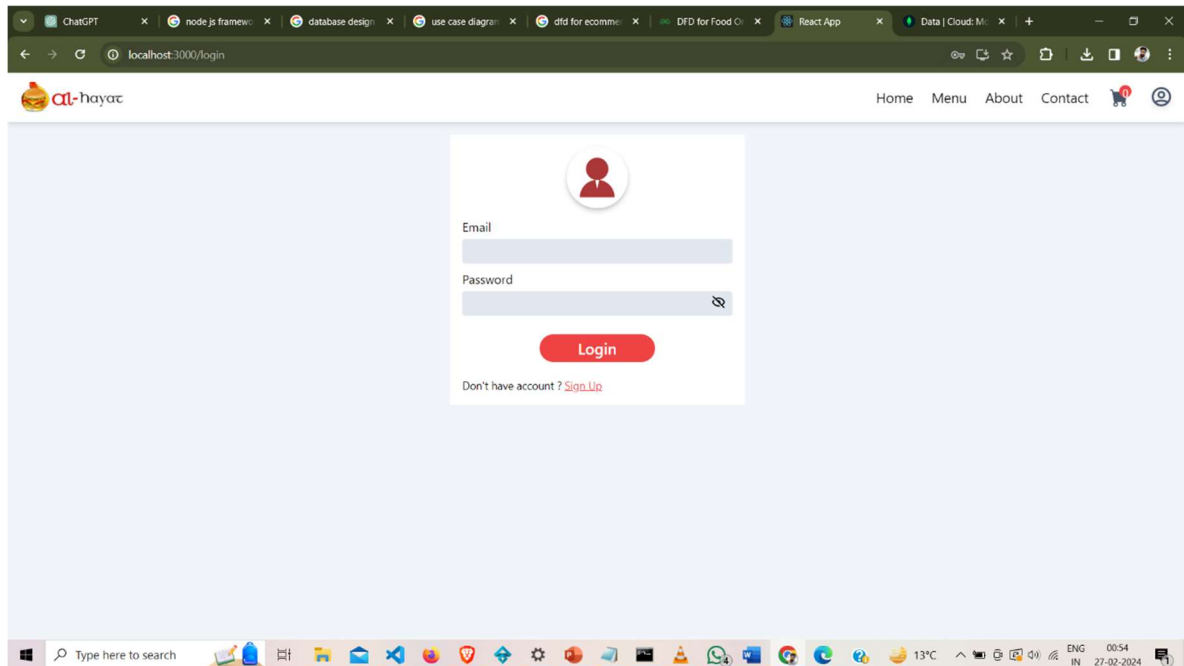 ChatGPT
node js framewo
database design
use case diagran
dfd for ecommer
DFD for Food Or
React App
Data | Cloud: Mo
localhost:3000/login
al-hayat
Home
Menu
About
Contact
0
Email
Password
Login
Don't have account ? Sign Up
Type here to search
4
13°C
ENG
IN
00:54
27-02-2024